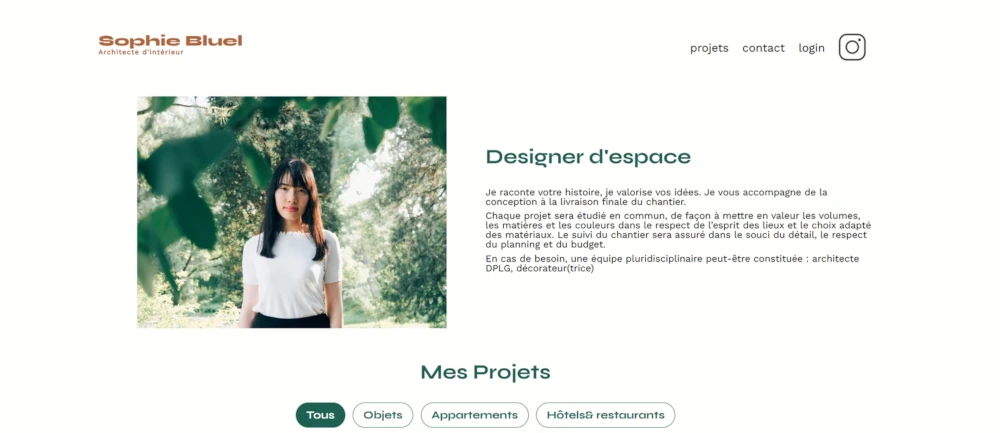 Sophie Bluel
Architecte d'intérieur
projets contact login
Designer d'espace
Je raconte votre histoire, je valorise vos idées. Je vous accompagne de la
conception à la livraison finale du chantier.
Chaque projet sera étudié en commun, de façon à mettre en valeur les volumes,
les matières et les couleurs dans le respect de l'esprit des lieux et le choix adapté
des matériaux. Le suivi du chantier sera assuré dans le souci du détail, le respect
du planning et du budget.
En cas de besoin, une équipe pluridisciplinaire peut-être constituée : architecte
DPLG, décorateur(trice)
Mes Projets
Tous Objets Appartements Hôtels& restaurants